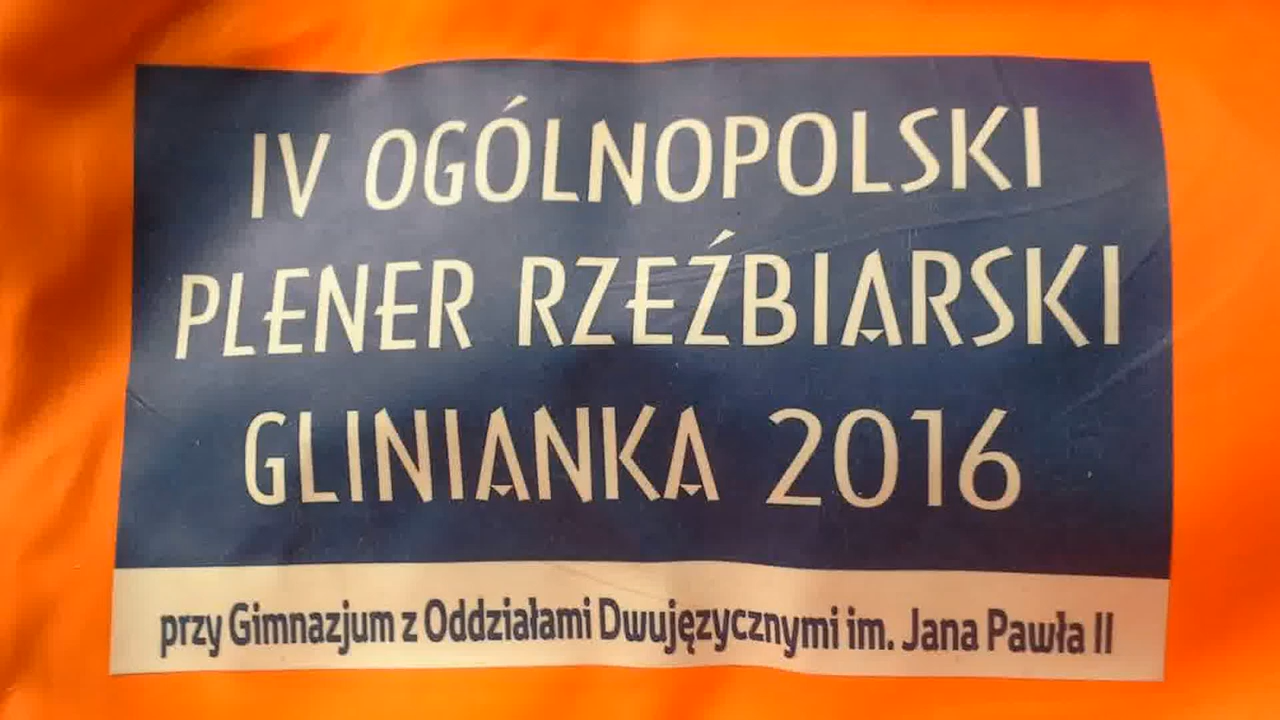 IV OGÓLNOPOLSKI
PLENER RZEŹBIARSKI
GLINIANKA 2016
przy Gimnazjum z Oddziałami Dwujęzycznymi im. Jana Pawła II